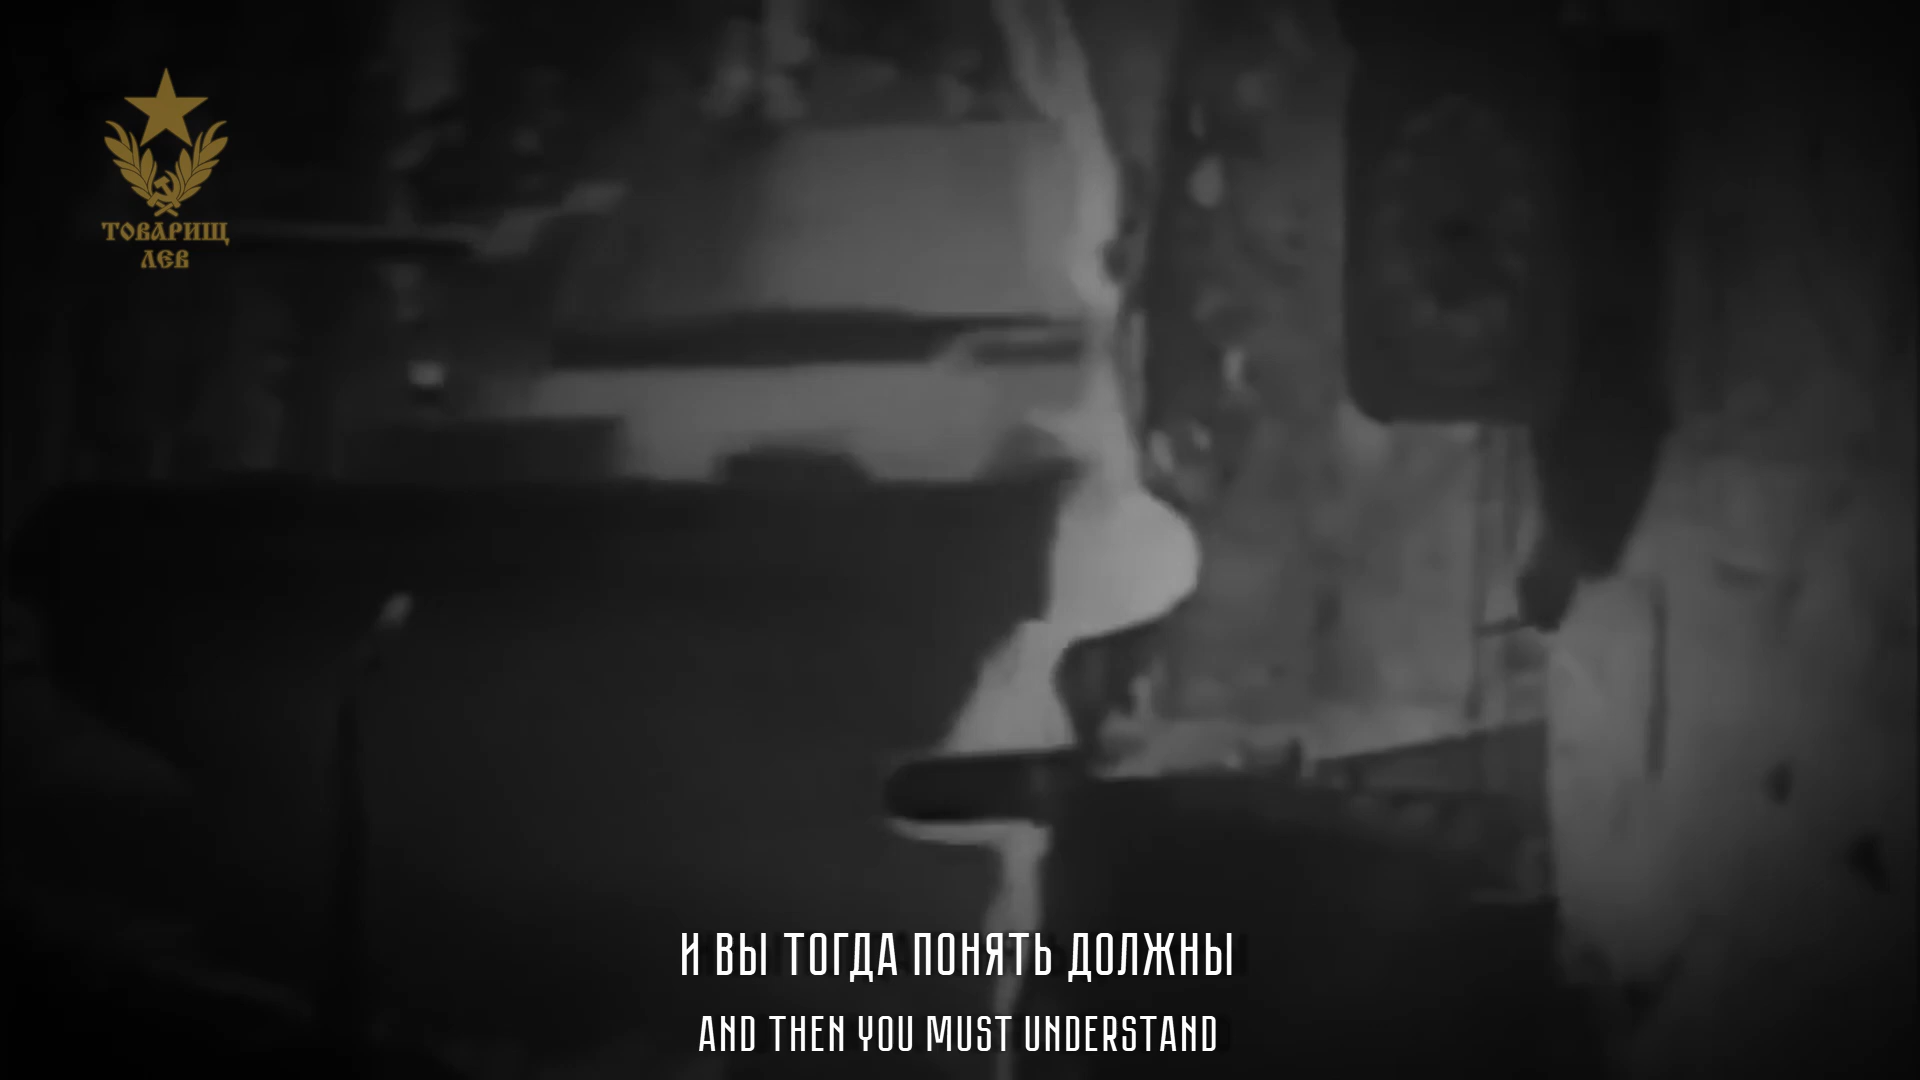 ТОВАРИЩ
ЛЕВ
И ВЫ ТОГДА ПОНЯТЬ ДОЛЖНЫ
AND THEN YOU MUST UNDERSTAND